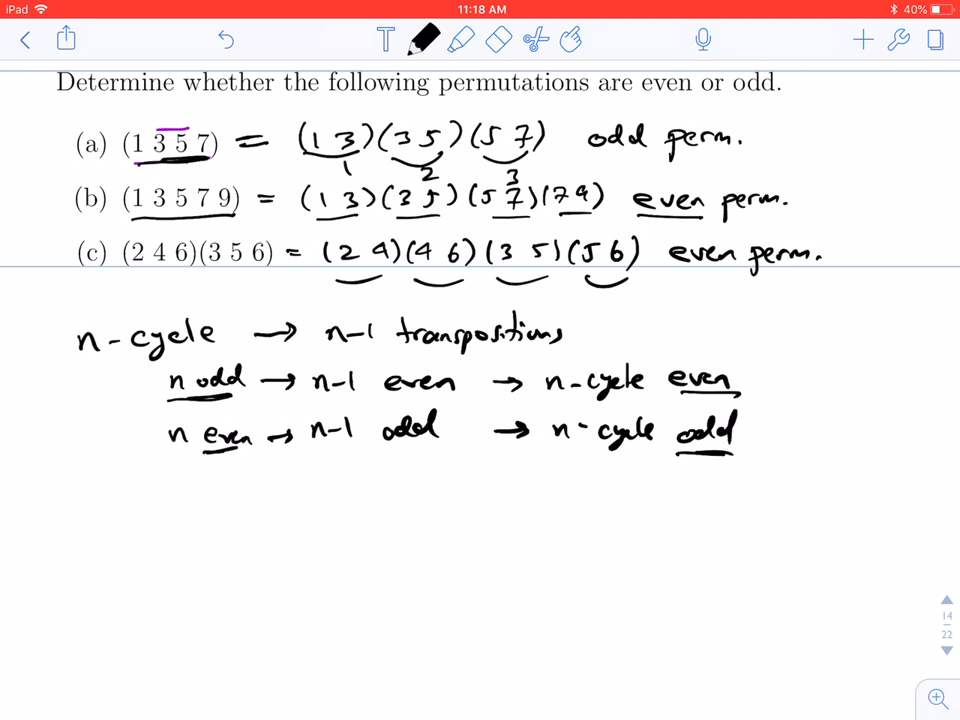 iPad 11:18 AM 40%
T
Determine whether the following permutations are even or odd.
(a) (1 3 5 7) = (1 3)(3 5)(5 7) odd perm.
1 2 3
(b) (1 3 5 7 9) = (1 3)(3 5)(5 7)(7 9) even perm.
(c) (2 4 6)(3 5 6) = (2 4)(4 6)(3 5)(5 6) even perm.
n-cycle → n-1 transpositions
n odd → n-1 even → n-cycle even
n even → n-1 odd → n-cycle odd
14
22